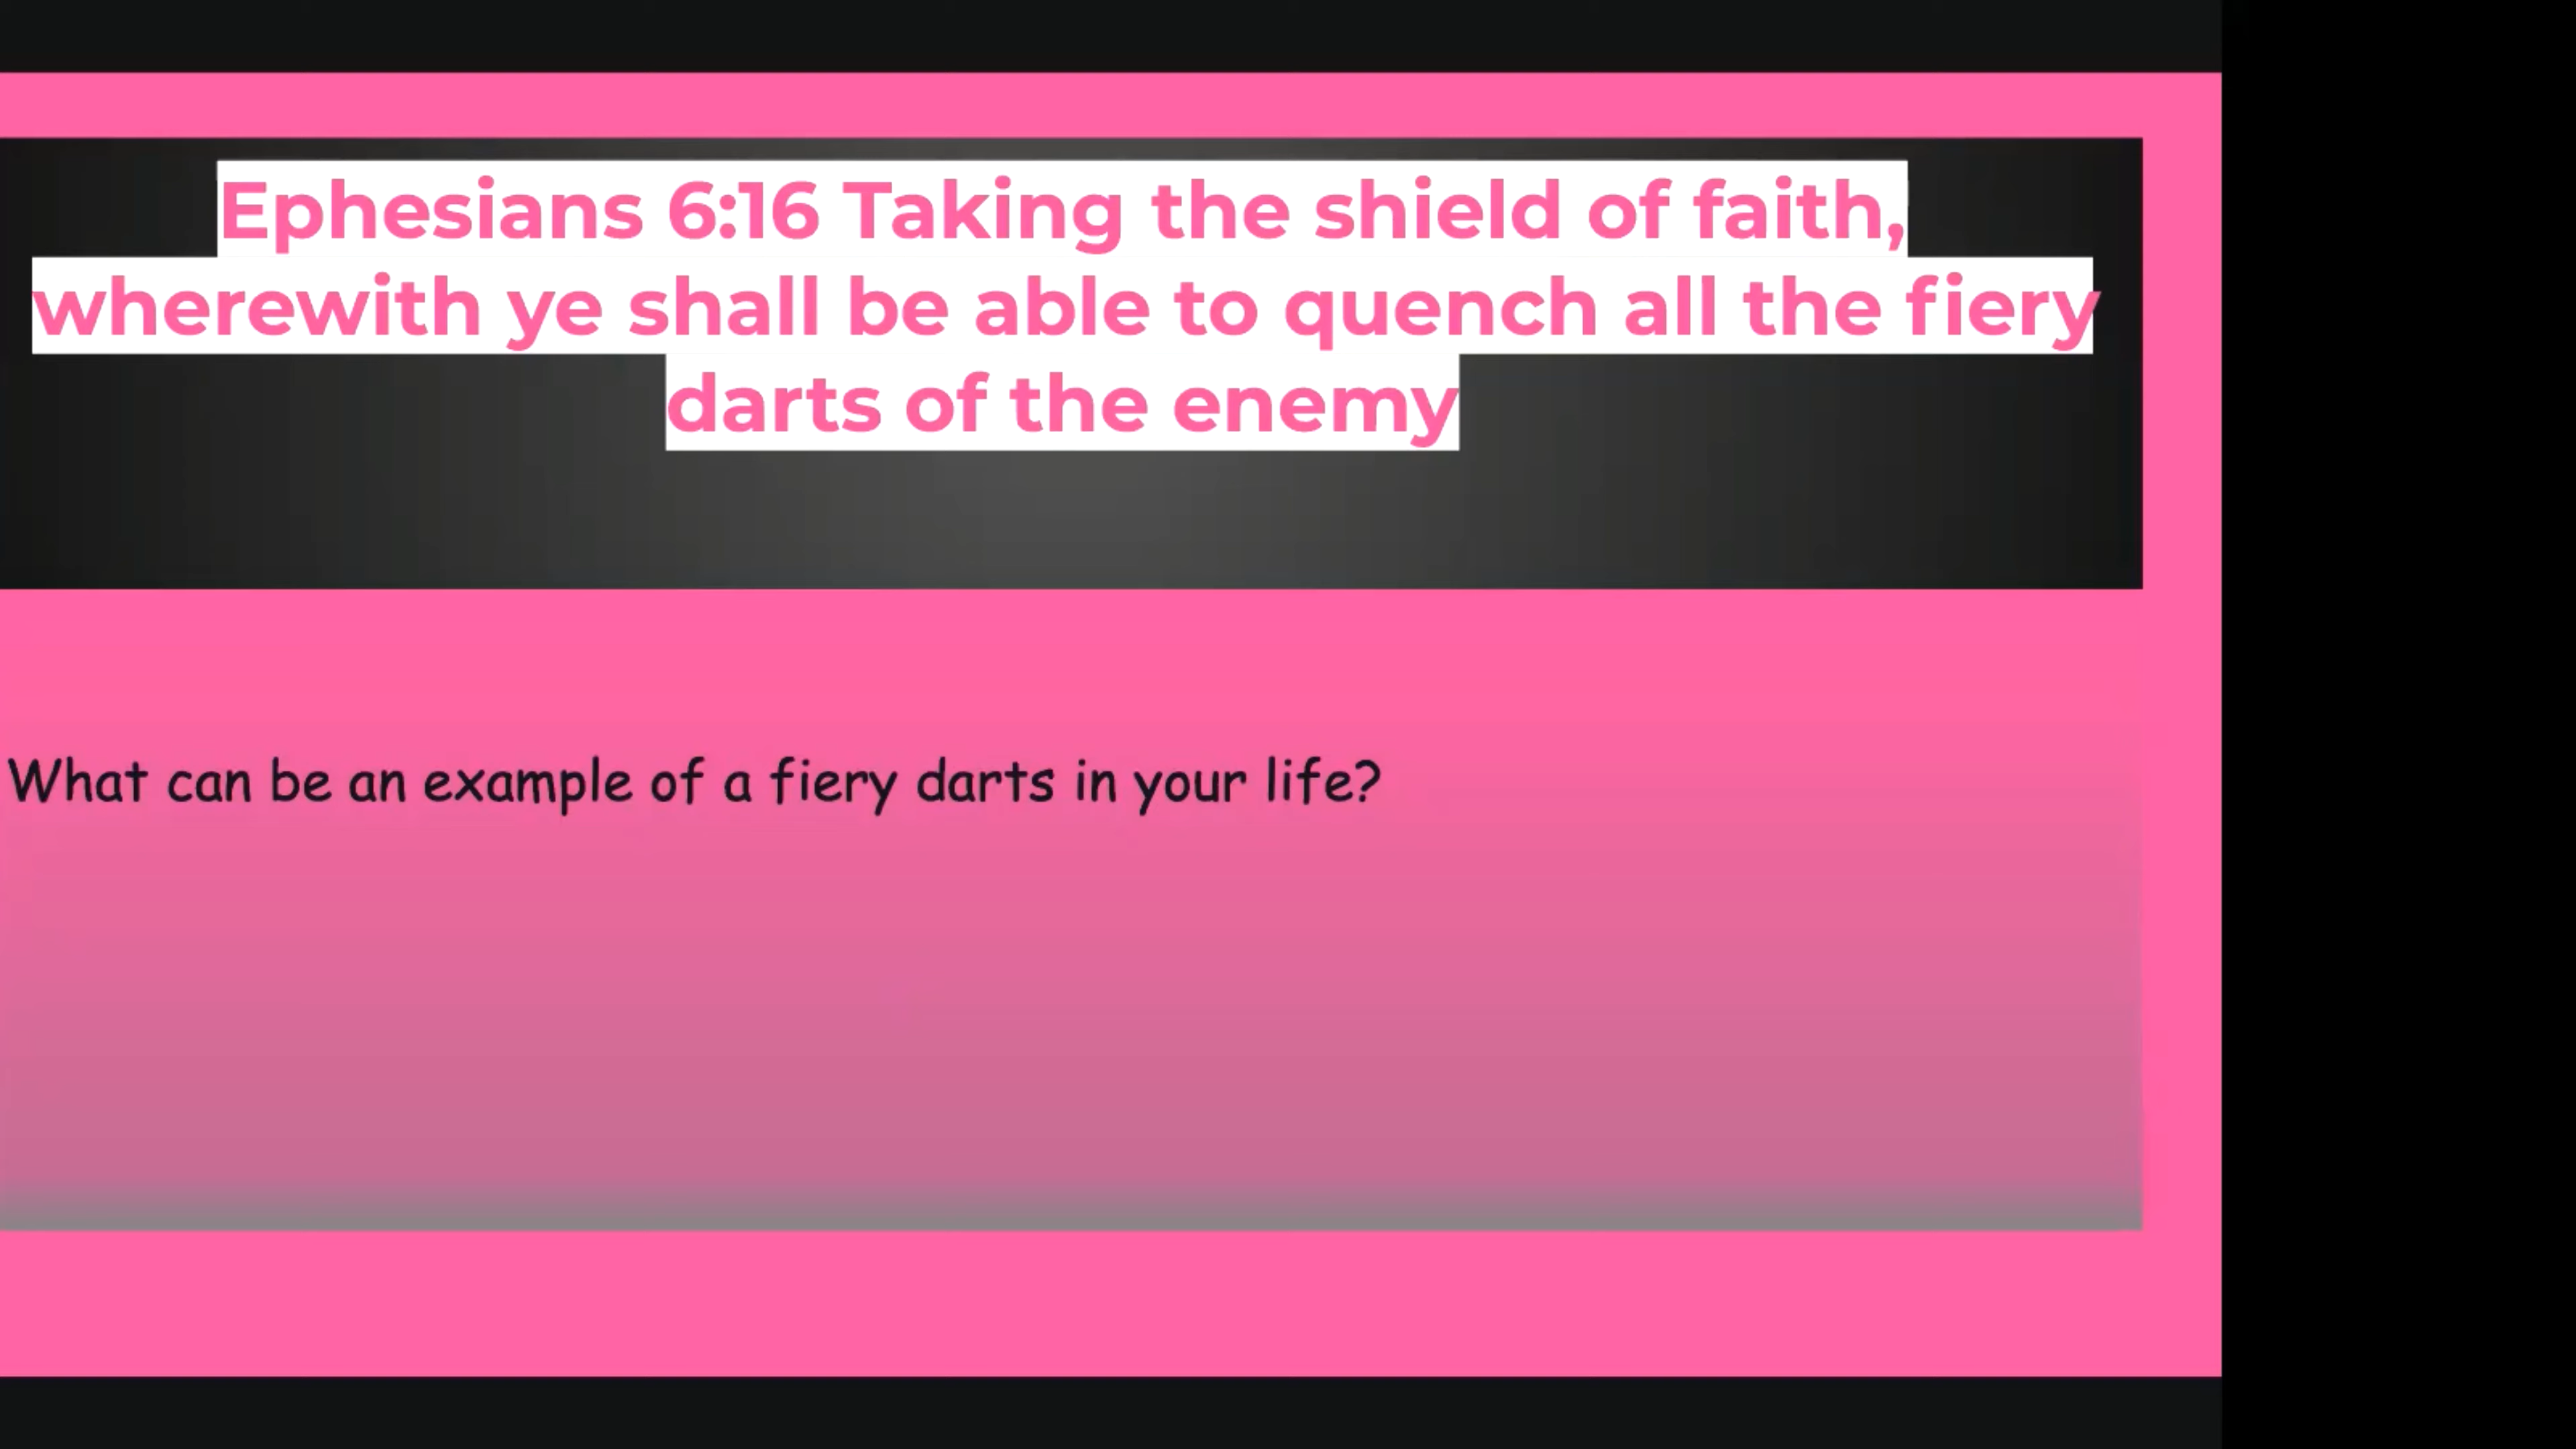 Ephesians 6:16 Taking the shield of faith,
wherewith ye shall be able to quench all the fiery
darts of the enemy
What can be an example of a fiery darts in your life?